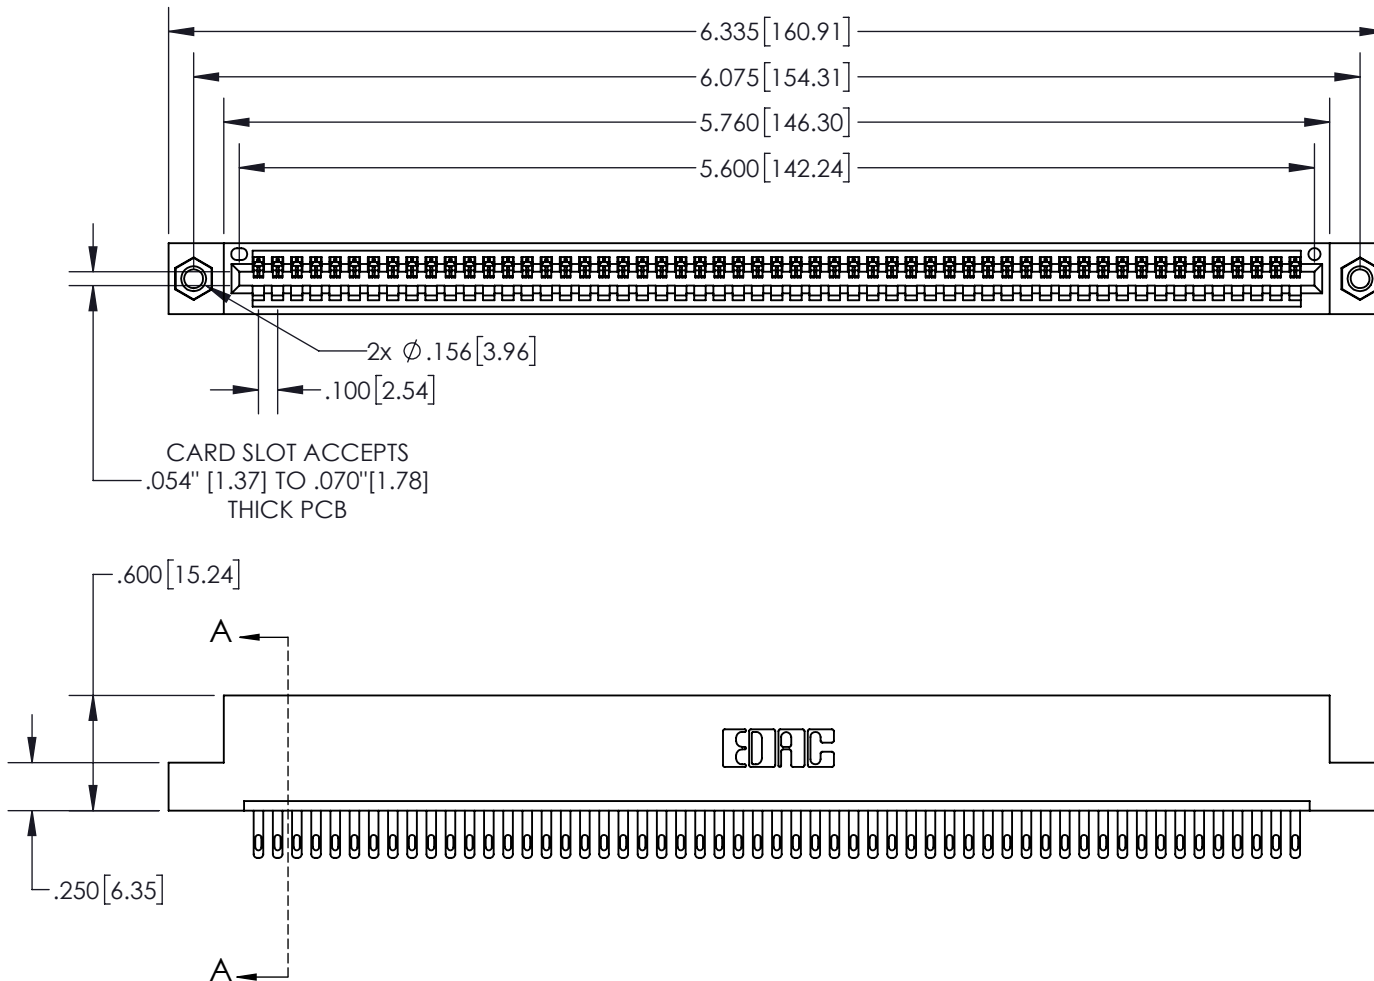 6.335[160.91]
6.075[154.31]
5.760[146.30]
5.600[142.24]
2x Ø.156[3.96]
.100[2.54]
CARD SLOT ACCEPTS
.054" [1.37] TO .070"[1.78]
THICK PCB
.600[15.24]
A
EDAC
.250[6.35]
A